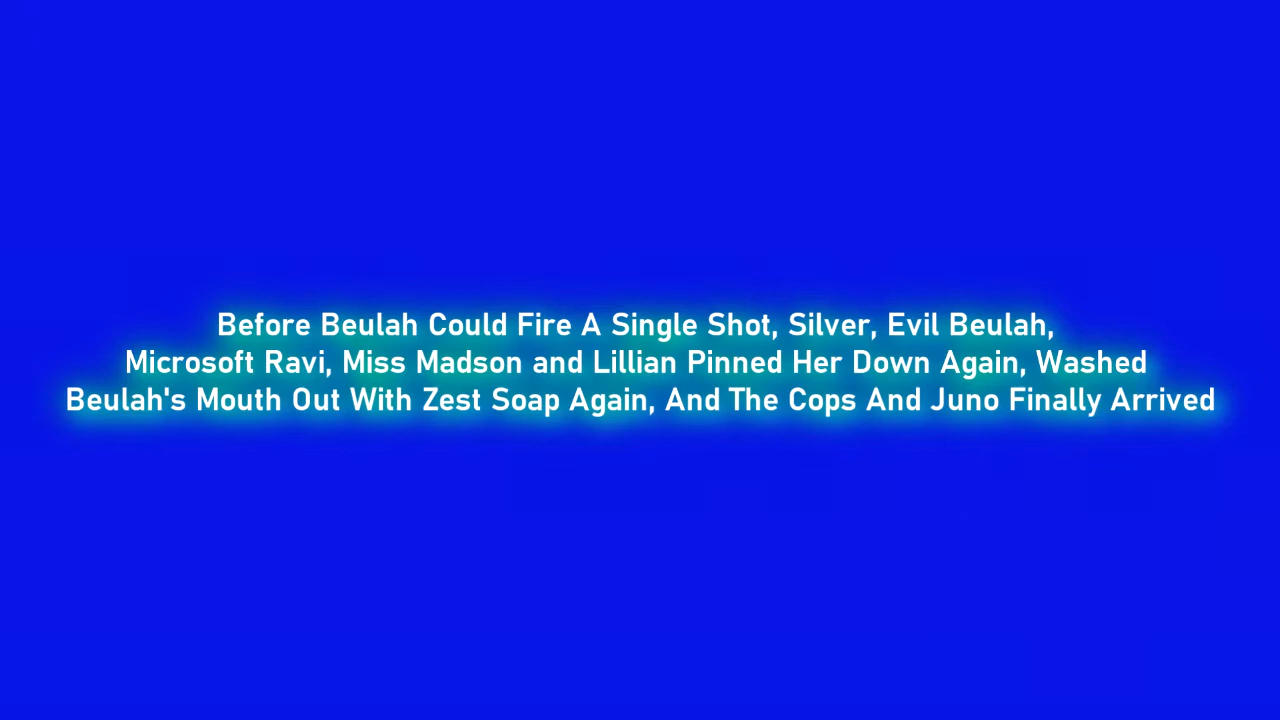 Before Beulah Could Fire A Single Shot, Silver, Evil Beulah,
Microsoft Ravi, Miss Madson and Lillian Pinned Her Down Again, Washed
Beulah's Mouth Out With Zest Soap Again, And The Cops And Juno Finally Arrived